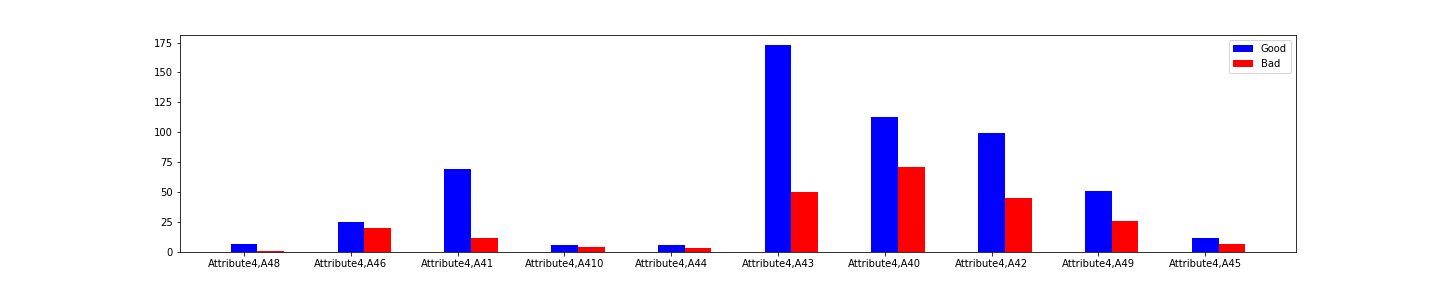 175
150
125
100
75
50
25
0
Good
Bad
Attribute4,A48 Attribute4,A46 Attribute4,A41 Attribute4,A410 Attribute4,A44 Attribute4,A43 Attribute4,A40 Attribute4,A42 Attribute4,A49 Attribute4,A45